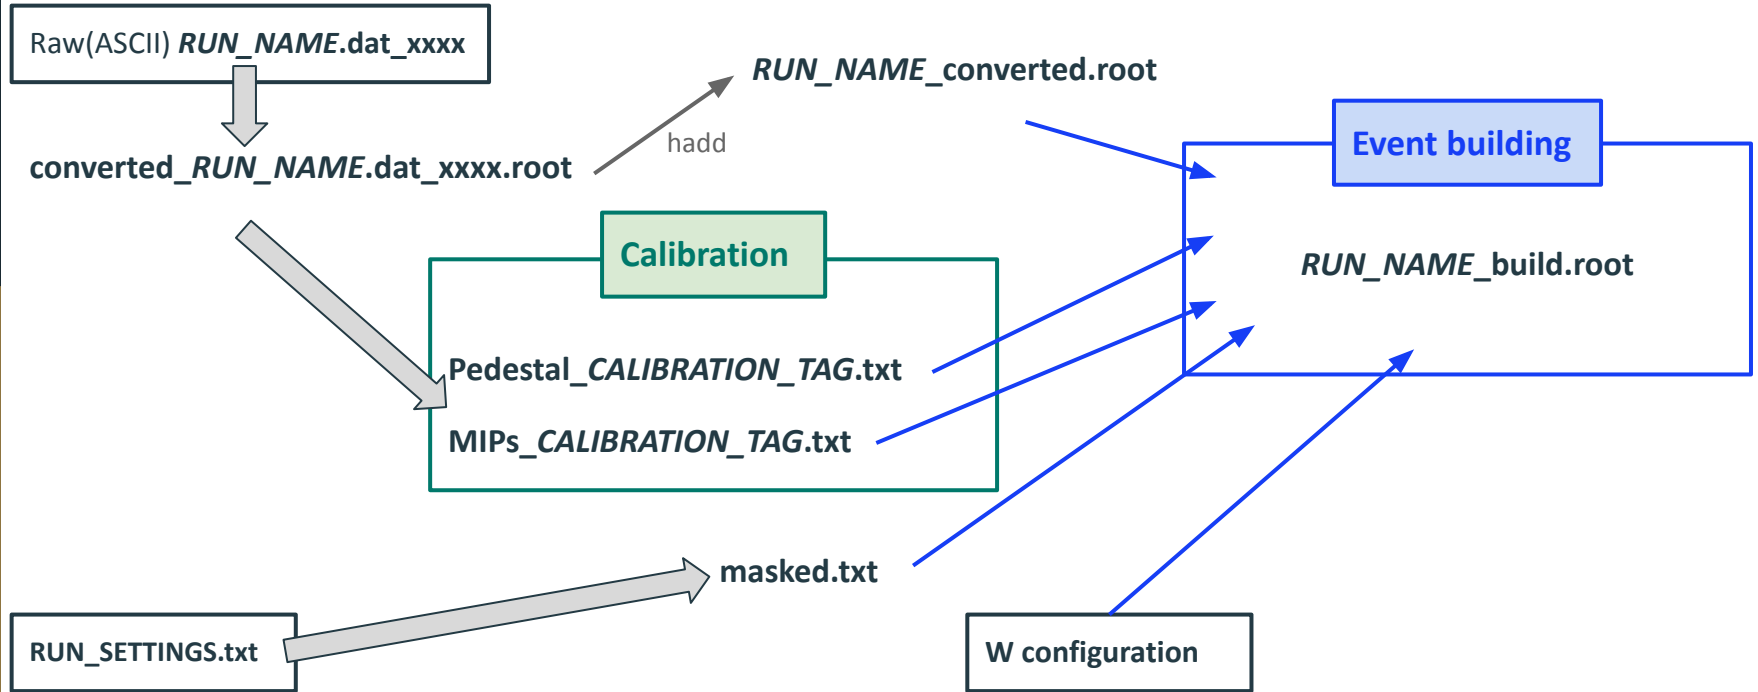 Raw(ASCII) RUN_NAME.dat_xxxx
RUN_NAME_converted.root
hadd
converted_RUN_NAME.dat_xxxx.root
Event building
RUN_NAME_build.root
Calibration
Pedestal_CALIBRATION_TAG.txt
MIPs_CALIBRATION_TAG.txt
masked.txt
RUN_SETTINGS.txt
W configuration